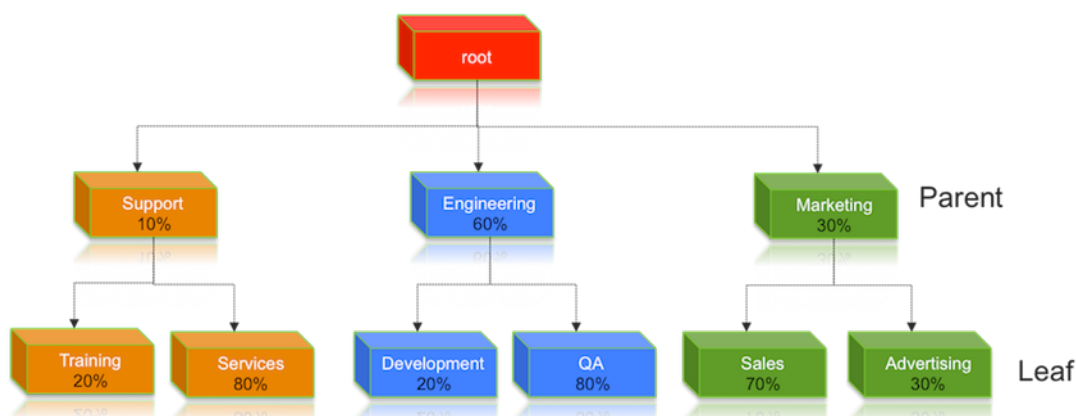 root
Support
10%
Engineering
60%
Marketing
30%
Parent
Training
20%
Services
80%
Development
20%
QA
80%
Sales
70%
Advertising
30%
Leaf